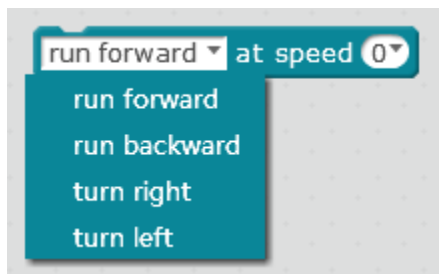 run forward at speed 0
run forward
run backward
turn right
turn left